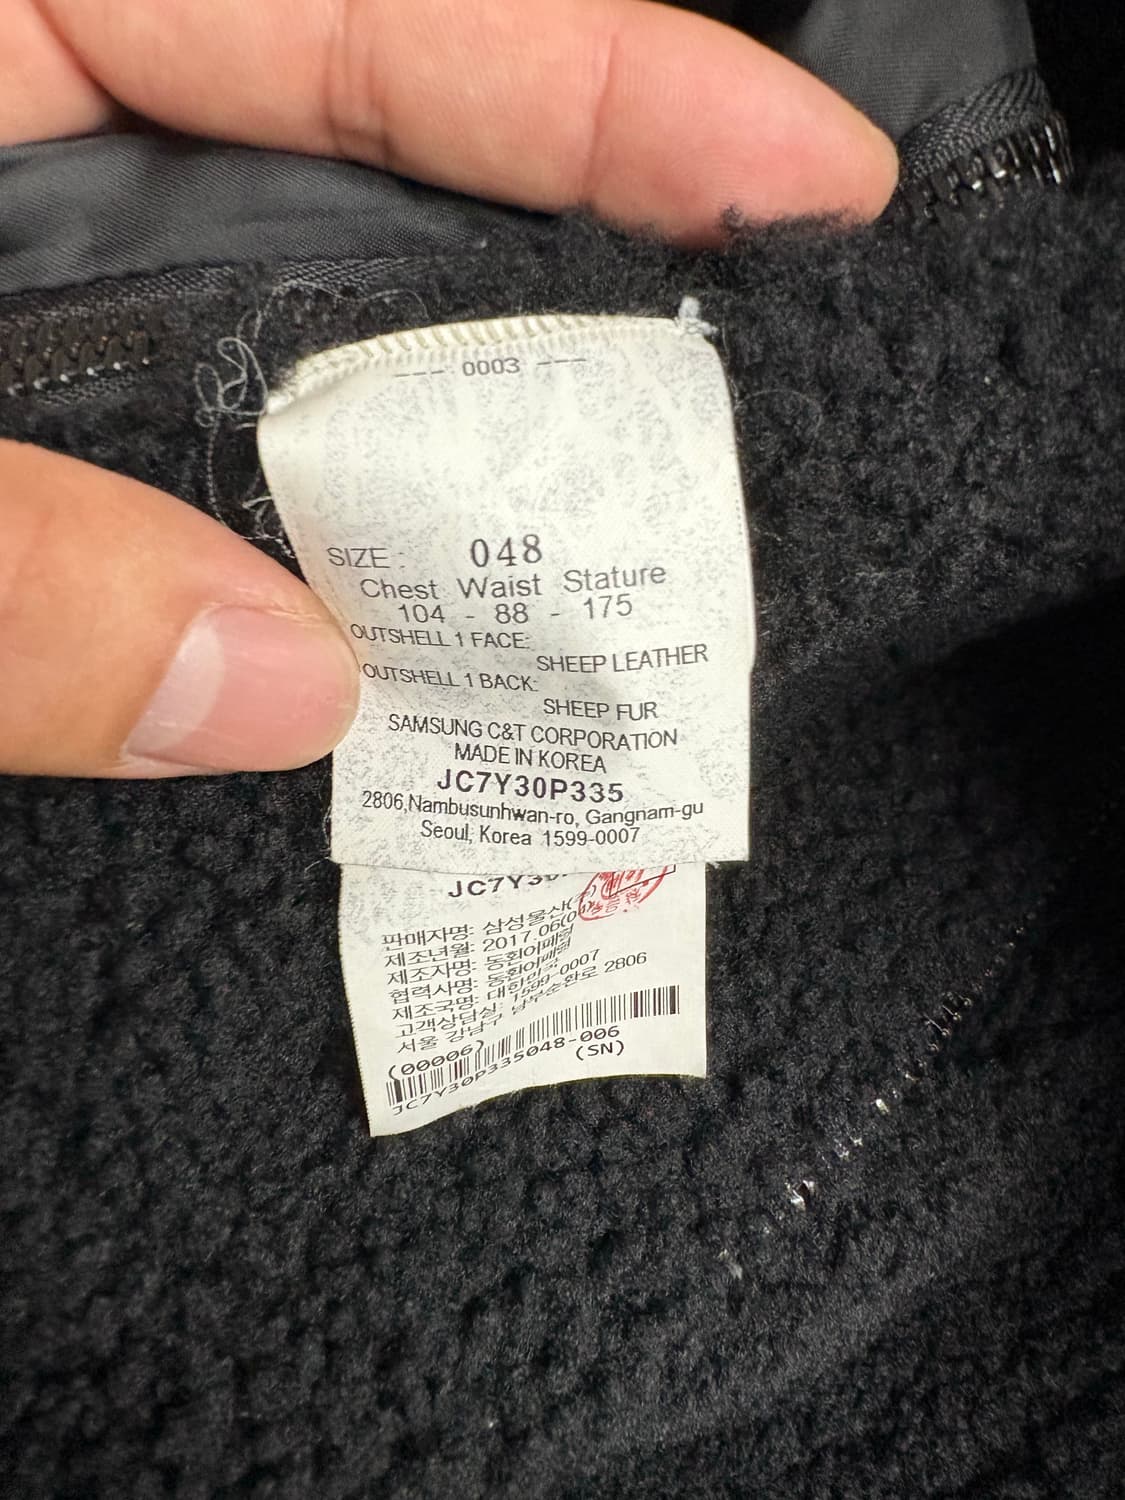 --- 0003 ---
SIZE : 048
Chest Waist Stature
104 - 88 - 175
OUTSHELL 1 FACE:
SHEEP LEATHER
OUTSHELL 1 BACK:
SHEEP FUR
SAMSUNG C&T CORPORATION
MADE IN KOREA
JC7Y30P335
2806,Nambusunhwan-ro, Gangnam-gu
Seoul, Korea 1599-0007
JC7Y30
판매자명: 삼성물산(
제조년월: 2017.06(0
제조자명: 동환어패럴
협력사명: 동환어패럴
제조국명: 대한민국
고객상담실: 1599-0007
서울 강남구 남부순환로 2806
(00006)
JC7Y30P335048-006
(SN)